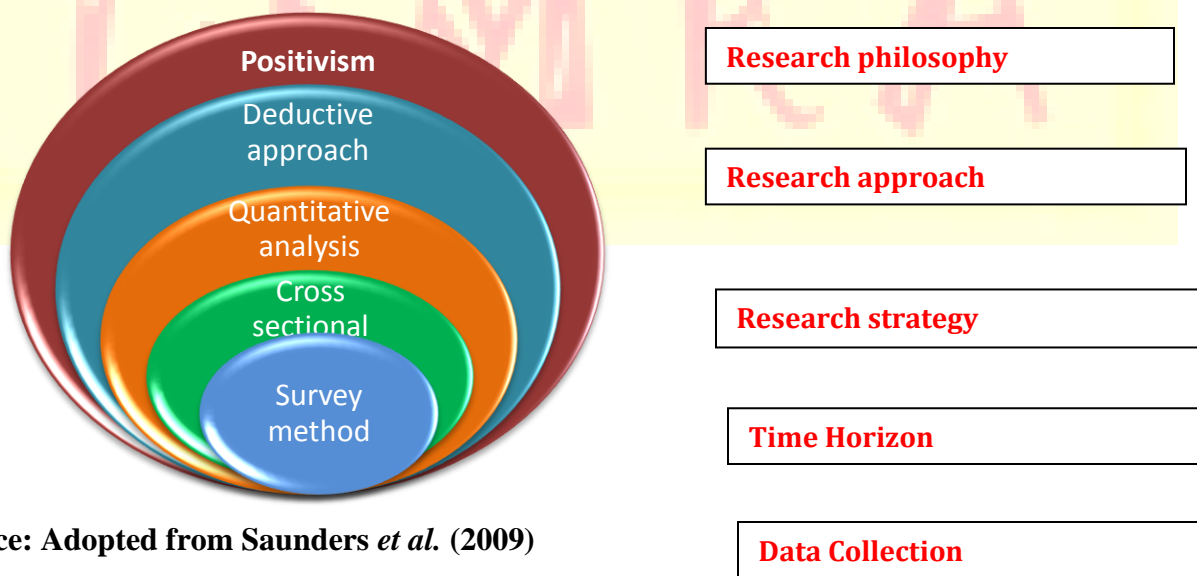 Positivism
Deductive
approach
Quantitative
analysis
Cross
sectional
Survey
method
Research philosophy
Research approach
Research strategy
Time Horizon
Data Collection
ce: Adopted from Saunders et al. (2009)